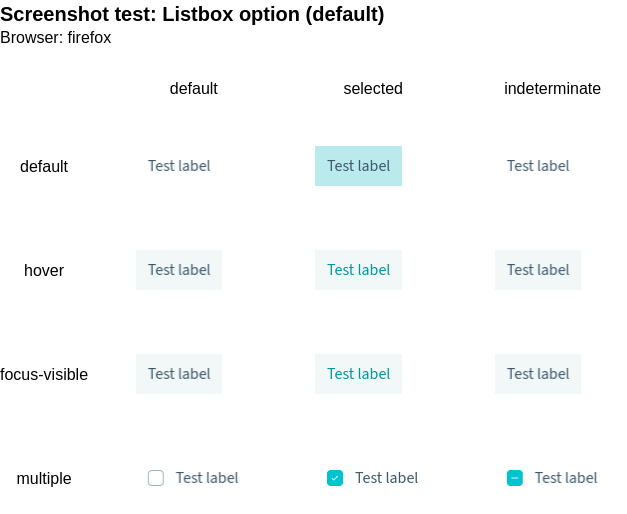 Screenshot test: Listbox option (default)
Browser: firefox
default selected indeterminate
default Test label Test label Test label
hover Test label Test label Test label
focus-visible Test label Test label Test label
multiple Test label Test label Test label